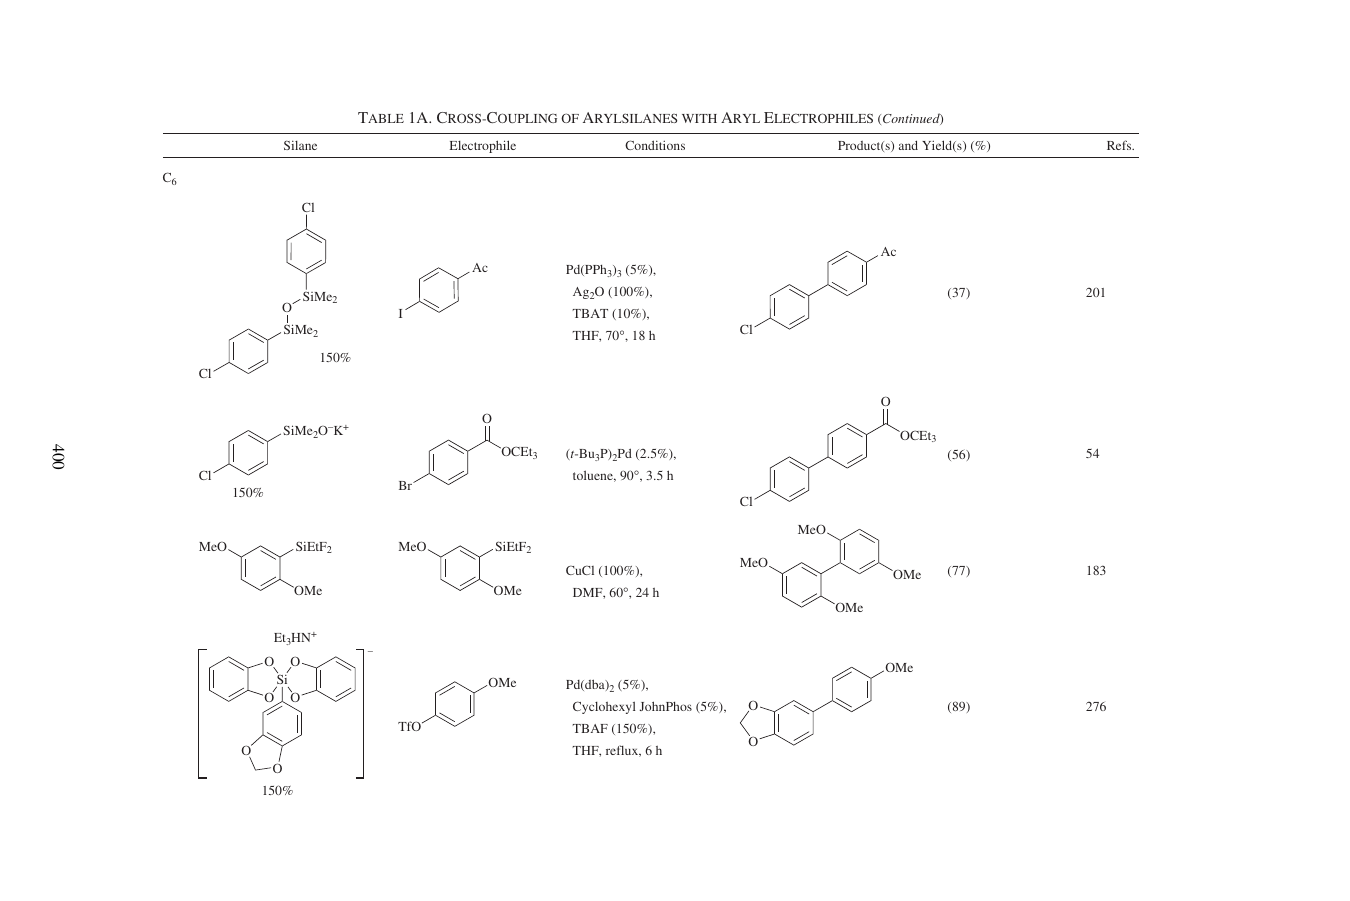 TABLE 1A. CROSS-COUPLING OF ARYLSILANES WITH ARYL ELECTROPHILES (Continued)
Silane Electrophile Conditions Product(s) and Yield(s) (%) Refs.
C6
Cl
SiMe2
O
SiMe2
Cl
150%
Ac
I
Pd(PPh3)3 (5%),
Ag2O (100%),
TBAT (10%),
THF, 70°, 18 h
Ac
Cl
(37)
201
SiMe2O–K+
Cl
150%
O
OCEt3
Br
(t-Bu3P)2Pd (2.5%),
toluene, 90°, 3.5 h
O
OCEt3
Cl
(56)
54
MeO
SiEtF2
OMe
MeO
SiEtF2
OMe
CuCl (100%),
DMF, 60°, 24 h
MeO
MeO
OMe
OMe
(77)
183
Et3HN+
–
O O
Si
O O
O
O
150%
OMe
TfO
Pd(dba)2 (5%),
Cyclohexyl JohnPhos (5%),
TBAF (150%),
THF, reflux, 6 h
OMe
O
O
(89)
276
400